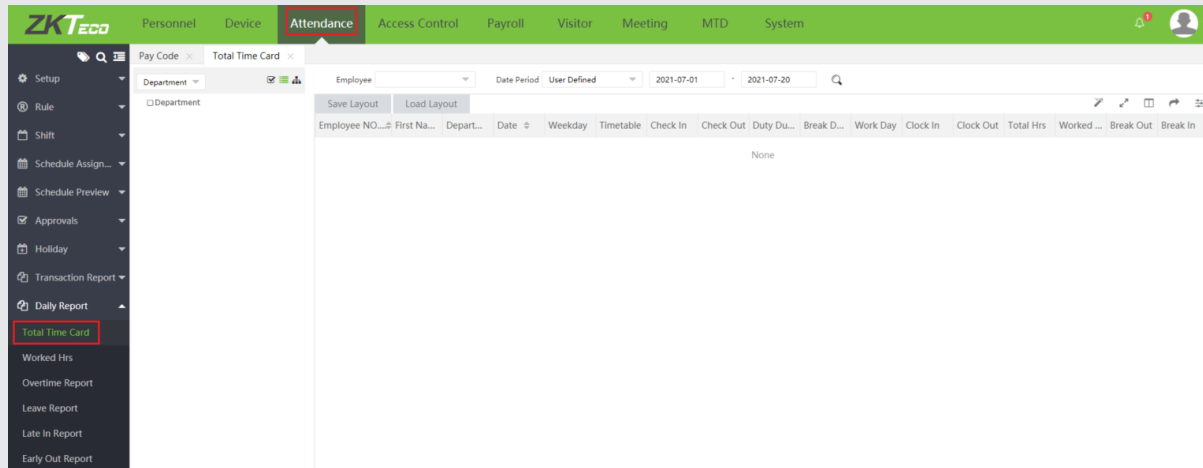 ZKTECO Personnel Device Attendance Access Control Payroll Visitor Meeting MTD System 1
Pay Code × Total Time Card ×
Setup
Rule
Shift
Schedule Assign...
Schedule Preview
Approvals
Holiday
Transaction Report
Daily Report
Total Time Card
Worked Hrs
Overtime Report
Leave Report
Late In Report
Early Out Report
Department
Department
Employee Date Period User Defined 2021-07-01 - 2021-07-20
Save Layout Load Layout
Employee NO.... First Na... Depart... Date Weekday Timetable Check In Check Out Duty Du... Break D... Work Day Clock In Clock Out Total Hrs Worked ... Break Out Break In
None